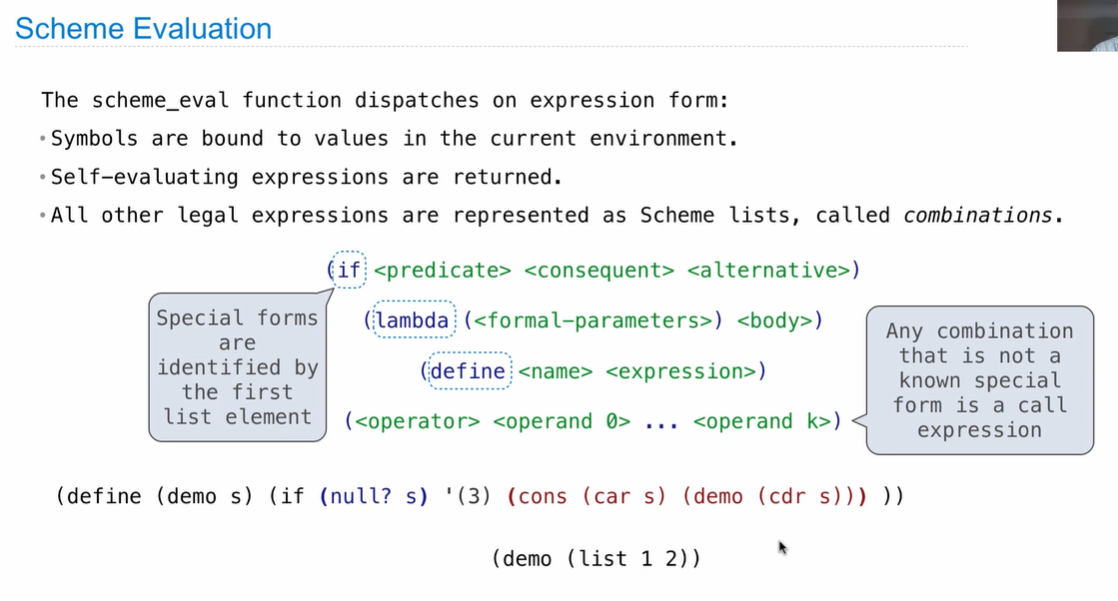 Scheme Evaluation
The scheme_eval function dispatches on expression form:
•Symbols are bound to values in the current environment.
•Self-evaluating expressions are returned.
•All other legal expressions are represented as Scheme lists, called combinations.
(if <predicate> <consequent> <alternative>)
Special forms
are
identified by
the first
list element
(lambda (<formal-parameters>) <body>)
(define <name> <expression>)
(<operator> <operand 0> ... <operand k>)
Any combination
that is not a
known special
form is a call
expression
(define (demo s) (if (null? s) '(3) (cons (car s) (demo (cdr s))) ))
(demo (list 1 2))